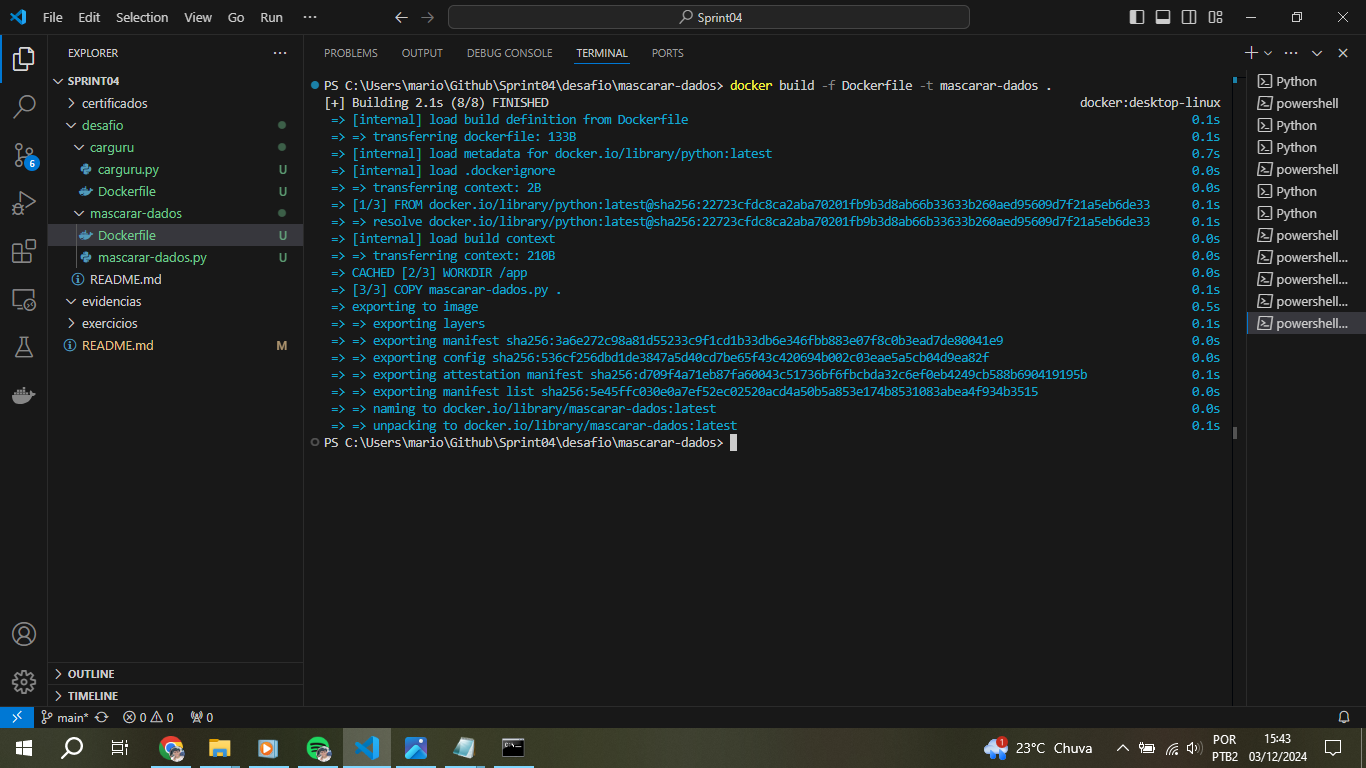 File Edit Selection View Go Run ··· Sprint04
EXPLORER ···
SPRINT04
certificados
desafio
carguru
carguru.py U
Dockerfile U
mascarar-dados
Dockerfile U
mascarar-dados.py U
README.md
evidencias
exercicios
README.md M
OUTLINE
TIMELINE
PROBLEMS OUTPUT DEBUG CONSOLE TERMINAL PORTS
PS C:\Users\mario\Github\Sprint04\desafio\mascarar-dados> docker build -f Dockerfile -t mascarar-dados .
[+] Building 2.1s (8/8) FINISHED docker:desktop-linux
=> [internal] load build definition from Dockerfile 0.1s
=> => transferring dockerfile: 133B 0.1s
=> [internal] load metadata for docker.io/library/python:latest 0.7s
=> [internal] load .dockerignore 0.0s
=> => transferring context: 2B 0.0s
=> [1/3] FROM docker.io/library/python:latest@sha256:22723cfdc8ca2aba70201fb9b3d8ab66b33633b260aed95609d7f21a5eb6de33 0.1s
=> => resolve docker.io/library/python:latest@sha256:22723cfdc8ca2aba70201fb9b3d8ab66b33633b260aed95609d7f21a5eb6de33 0.1s
=> [internal] load build context 0.0s
=> => transferring context: 210B 0.0s
=> CACHED [2/3] WORKDIR /app 0.0s
=> [3/3] COPY mascarar-dados.py . 0.1s
=> exporting to image 0.5s
=> => exporting layers 0.1s
=> => exporting manifest sha256:3a6e272c98a81d55233c9f1cd1b33db6e346fbb883e07f8c0b3ead7de80041e9 0.0s
=> => exporting config sha256:536cf256dbd1de3847a5d40cd7be65f43c420694b002c03eae5a5cb04d9ea82f 0.0s
=> => exporting attestation manifest sha256:d709f4a71eb87fa60043c51736bf6fbcbda32c6ef0eb4249cb588b690419195b 0.1s
=> => exporting manifest list sha256:5e45ffc030e0a7ef52ec02520acd4a50b5a853e174b8531083abea4f934b3515 0.0s
=> => naming to docker.io/library/mascarar-dados:latest 0.0s
=> => unpacking to docker.io/library/mascarar-dados:latest 0.1s
PS C:\Users\mario\Github\Sprint04\desafio\mascarar-dados>
Python
powershell
Python
Python
powershell
Python
Python
powershell
powershell...
powershell...
powershell...
powershell...
6
main* 0 0 0
1 23°C Chuva POR 15:43
PTB2 03/12/2024